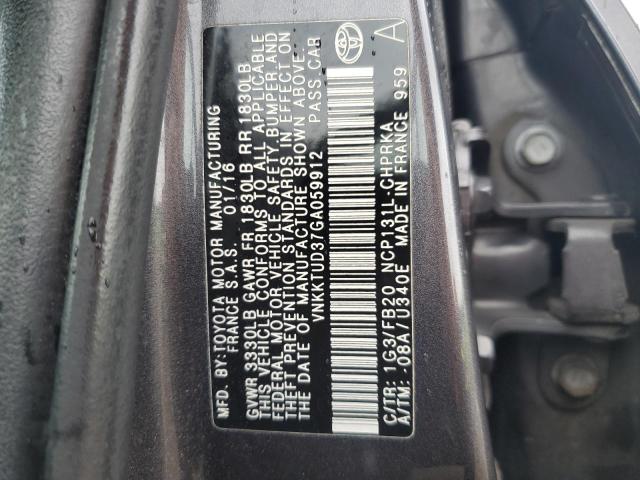 MFD. BY: TOYOTA MOTOR MANUFACTURING
FRANCE S.A.S. 01/16
GVWR 3330LB GAWR FR 1830LB RR 1830LB
THIS VEHICLE CONFORMS TO ALL APPLICABLE
FEDERAL MOTOR VEHICLE SAFETY, BUMPER, AND
THEFT PREVENTION STANDARDS IN EFFECT ON
THE DATE OF MANUFACTURE SHOWN ABOVE.
VNKKTUD37GA059912 PASS. CAR
C/TR: 1G3/FB20 NCP131L-CHPRKA
A/TM: -08A/U340E MADE IN FRANCE 959
A